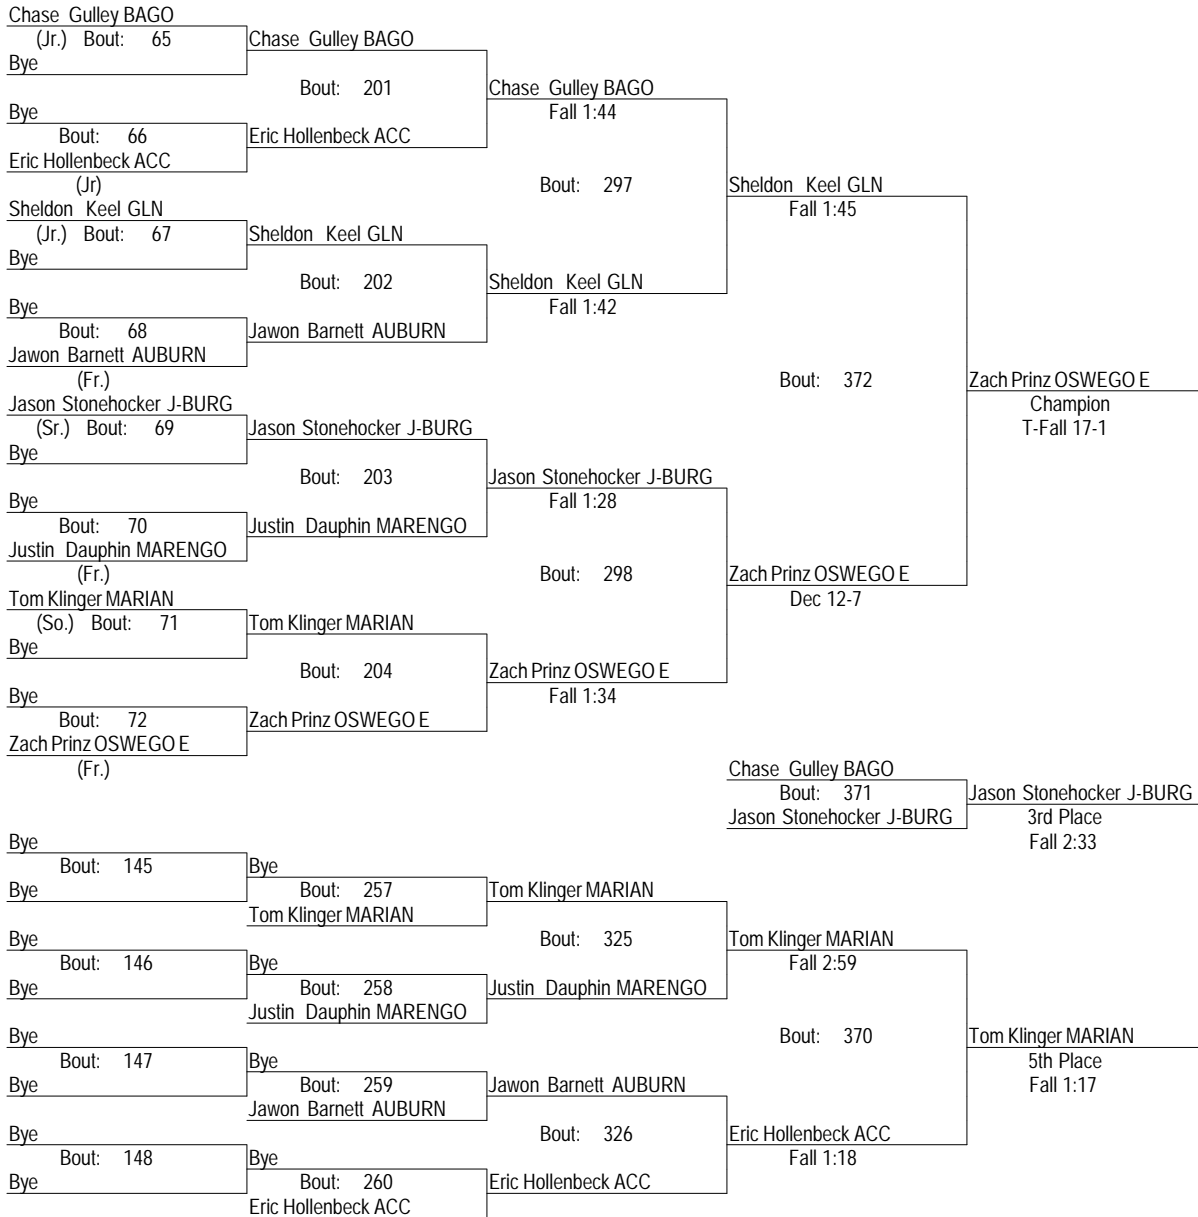 Chase Gulley BAGO
(Jr.) Bout: 65 Chase Gulley BAGO
Bye
Bout: 201 Chase Gulley BAGO
Bye Fall 1:44
Bout: 66 Eric Hollenbeck ACC
Eric Hollenbeck ACC
(Jr) Bout: 297 Sheldon Keel GLN
Sheldon Keel GLN Fall 1:45
(Jr.) Bout: 67 Sheldon Keel GLN
Bye
Bout: 202 Sheldon Keel GLN
Bye Fall 1:42
Bout: 68 Jawon Barnett AUBURN
Jawon Barnett AUBURN
(Fr.) Bout: 372 Zach Prinz OSWEGO E
Jason Stonehocker J-BURG Champion
(Sr.) Bout: 69 Jason Stonehocker J-BURG T-Fall 17-1
Bye
Bout: 203 Jason Stonehocker J-BURG
Bye Fall 1:28
Bout: 70 Justin Dauphin MARENGO
Justin Dauphin MARENGO
(Fr.) Bout: 298 Zach Prinz OSWEGO E
Tom Klinger MARIAN Dec 12-7
(So.) Bout: 71 Tom Klinger MARIAN
Bye
Bout: 204 Zach Prinz OSWEGO E
Bye Fall 1:34
Bout: 72 Zach Prinz OSWEGO E
Zach Prinz OSWEGO E
(Fr.) Chase Gulley BAGO
Bout: 371 Jason Stonehocker J-BURG
Jason Stonehocker J-BURG 3rd Place
Bye Fall 2:33
Bout: 145 Bye
Bye Bout: 257 Tom Klinger MARIAN
Tom Klinger MARIAN
Bye Bout: 325 Tom Klinger MARIAN
Bout: 146 Bye Fall 2:59
Bye Bout: 258 Justin Dauphin MARENGO
Justin Dauphin MARENGO
Bye Bout: 370 Tom Klinger MARIAN
Bout: 147 Bye 5th Place
Bye Bout: 259 Jawon Barnett AUBURN Fall 1:17
Jawon Barnett AUBURN
Bye Bout: 326 Eric Hollenbeck ACC
Bout: 148 Bye Fall 1:18
Bye Bout: 260 Eric Hollenbeck ACC
Eric Hollenbeck ACC